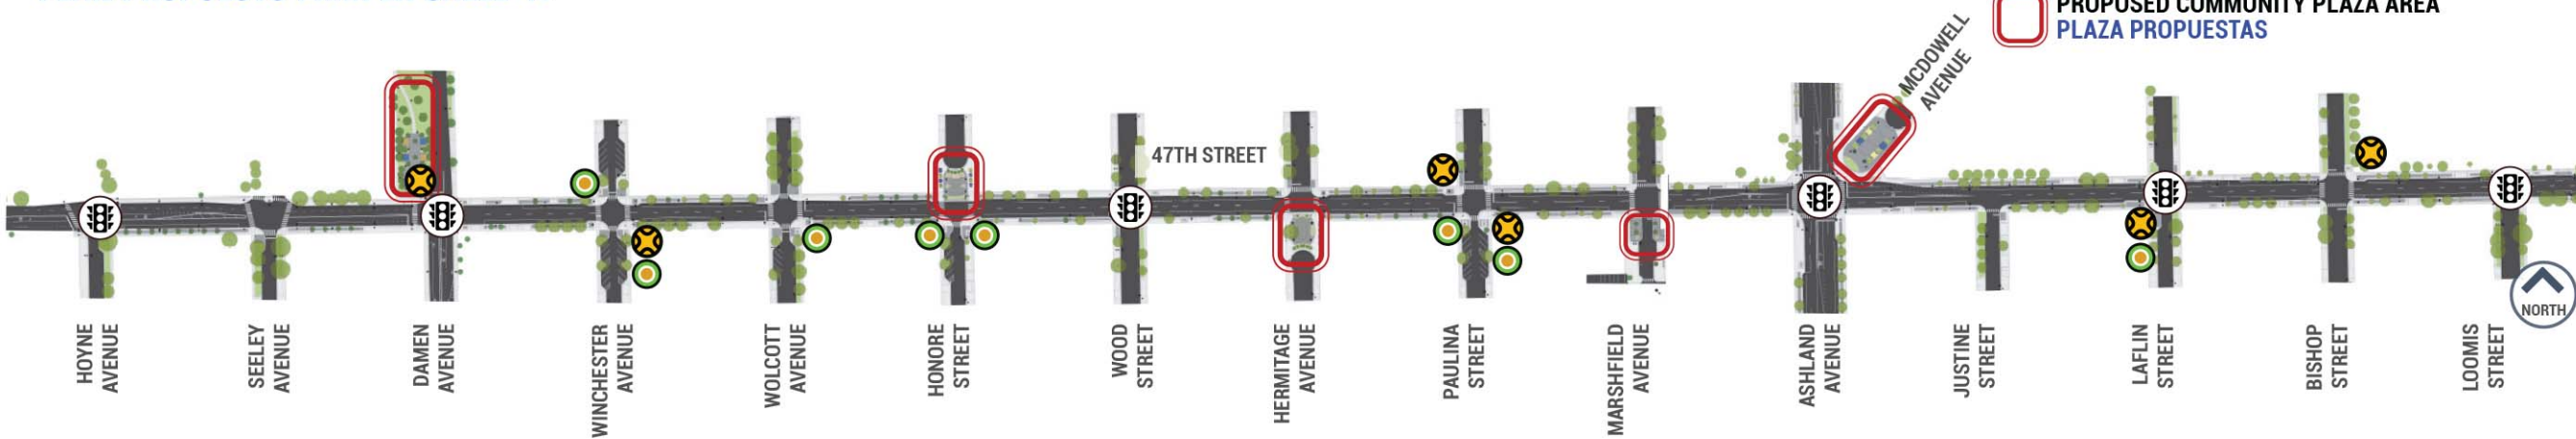 PROPOSED COMMUNITY PLAZA AREA
PLAZA PROPUESTAS
MCDOWELL
AVENUE
47TH STREET
NORTH
HOYNE
AVENUE
SEELEY
AVENUE
DAMEN
AVENUE
WINCHESTER
AVENUE
WOLCOTT
AVENUE
HONORE
STREET
WOOD
STREET
HERMITAGE
AVENUE
PAULINA
STREET
MARSHFIELD
AVENUE
ASHLAND
AVENUE
JUSTINE
STREET
LAFLIN
STREET
BISHOP
STREET
LOOMIS
STREET